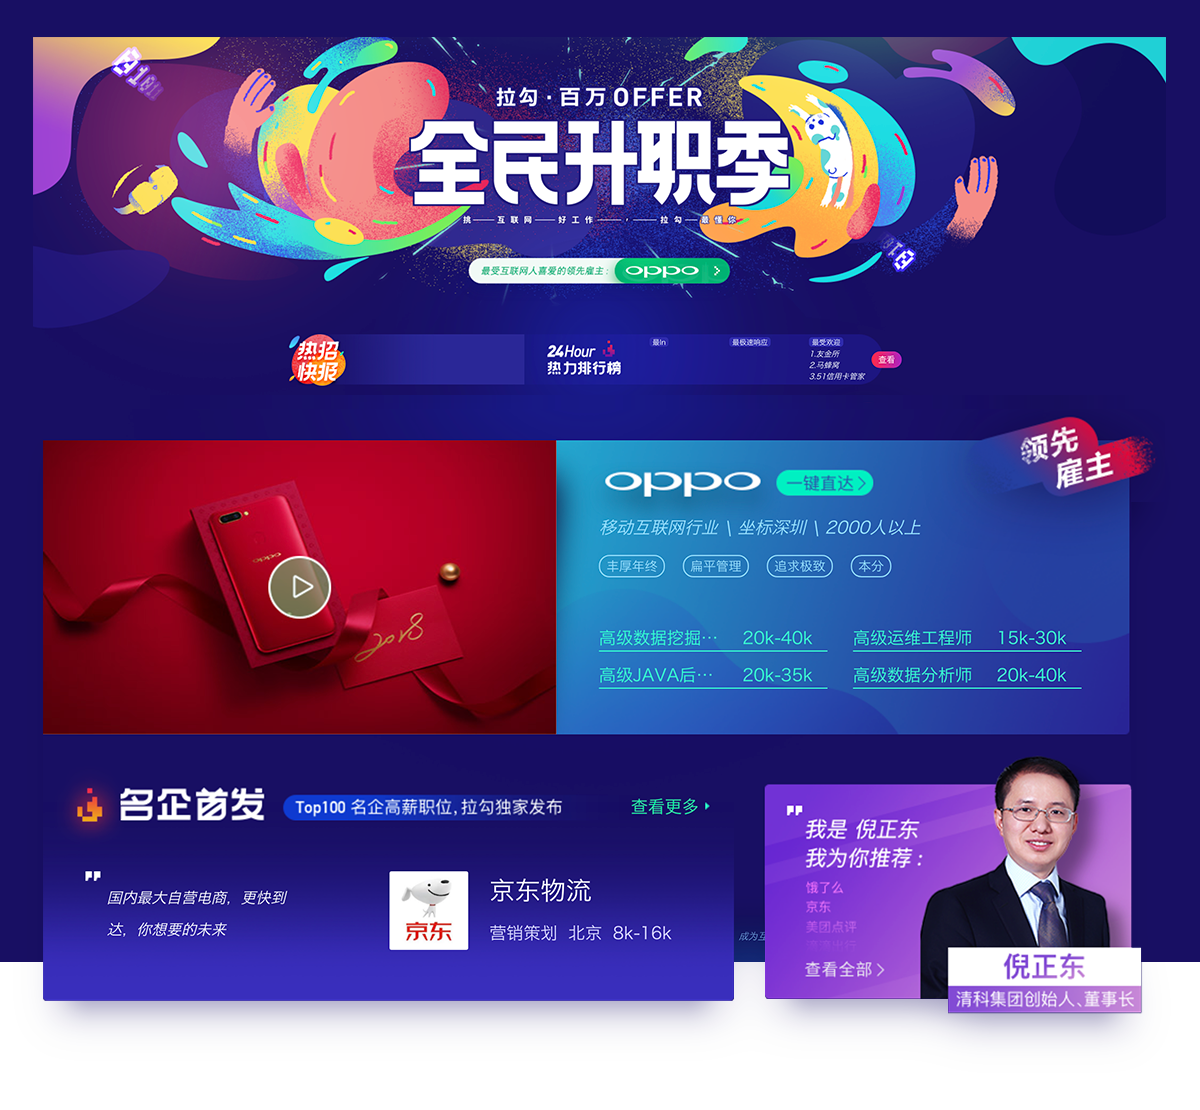 拉勾·百万OFFER
全民升职季
挑——互联网——好工作——·——拉勾—最懂你
最受互联网人喜爱的领先雇主: oppo
热招
快报
24Hour
热力排行榜
最In
最极速响应
最受欢迎
1.友金所
2.马蜂窝
3.51信用卡管家
查看
领先
雇主
oppo
2018
oppo 一键直达
移动互联网行业 \ 坐标深圳 \ 2000人以上
丰厚年终 扁平管理 追求极致 本分
高级数据挖掘… 20k-40k 高级运维工程师 15k-30k
高级JAVA后… 20k-35k 高级数据分析师 20k-40k
名企首发 Top100 名企高薪职位,拉勾独家发布 查看更多
国内最大自营电商，更快到
达，你想要的未来
京东
京东物流
营销策划 北京 8k-16k
成为互
我是 倪正东
我为你推荐：
饿了么
京东
美团点评
滴滴出行
查看全部
倪正东
清科集团创始人、董事长